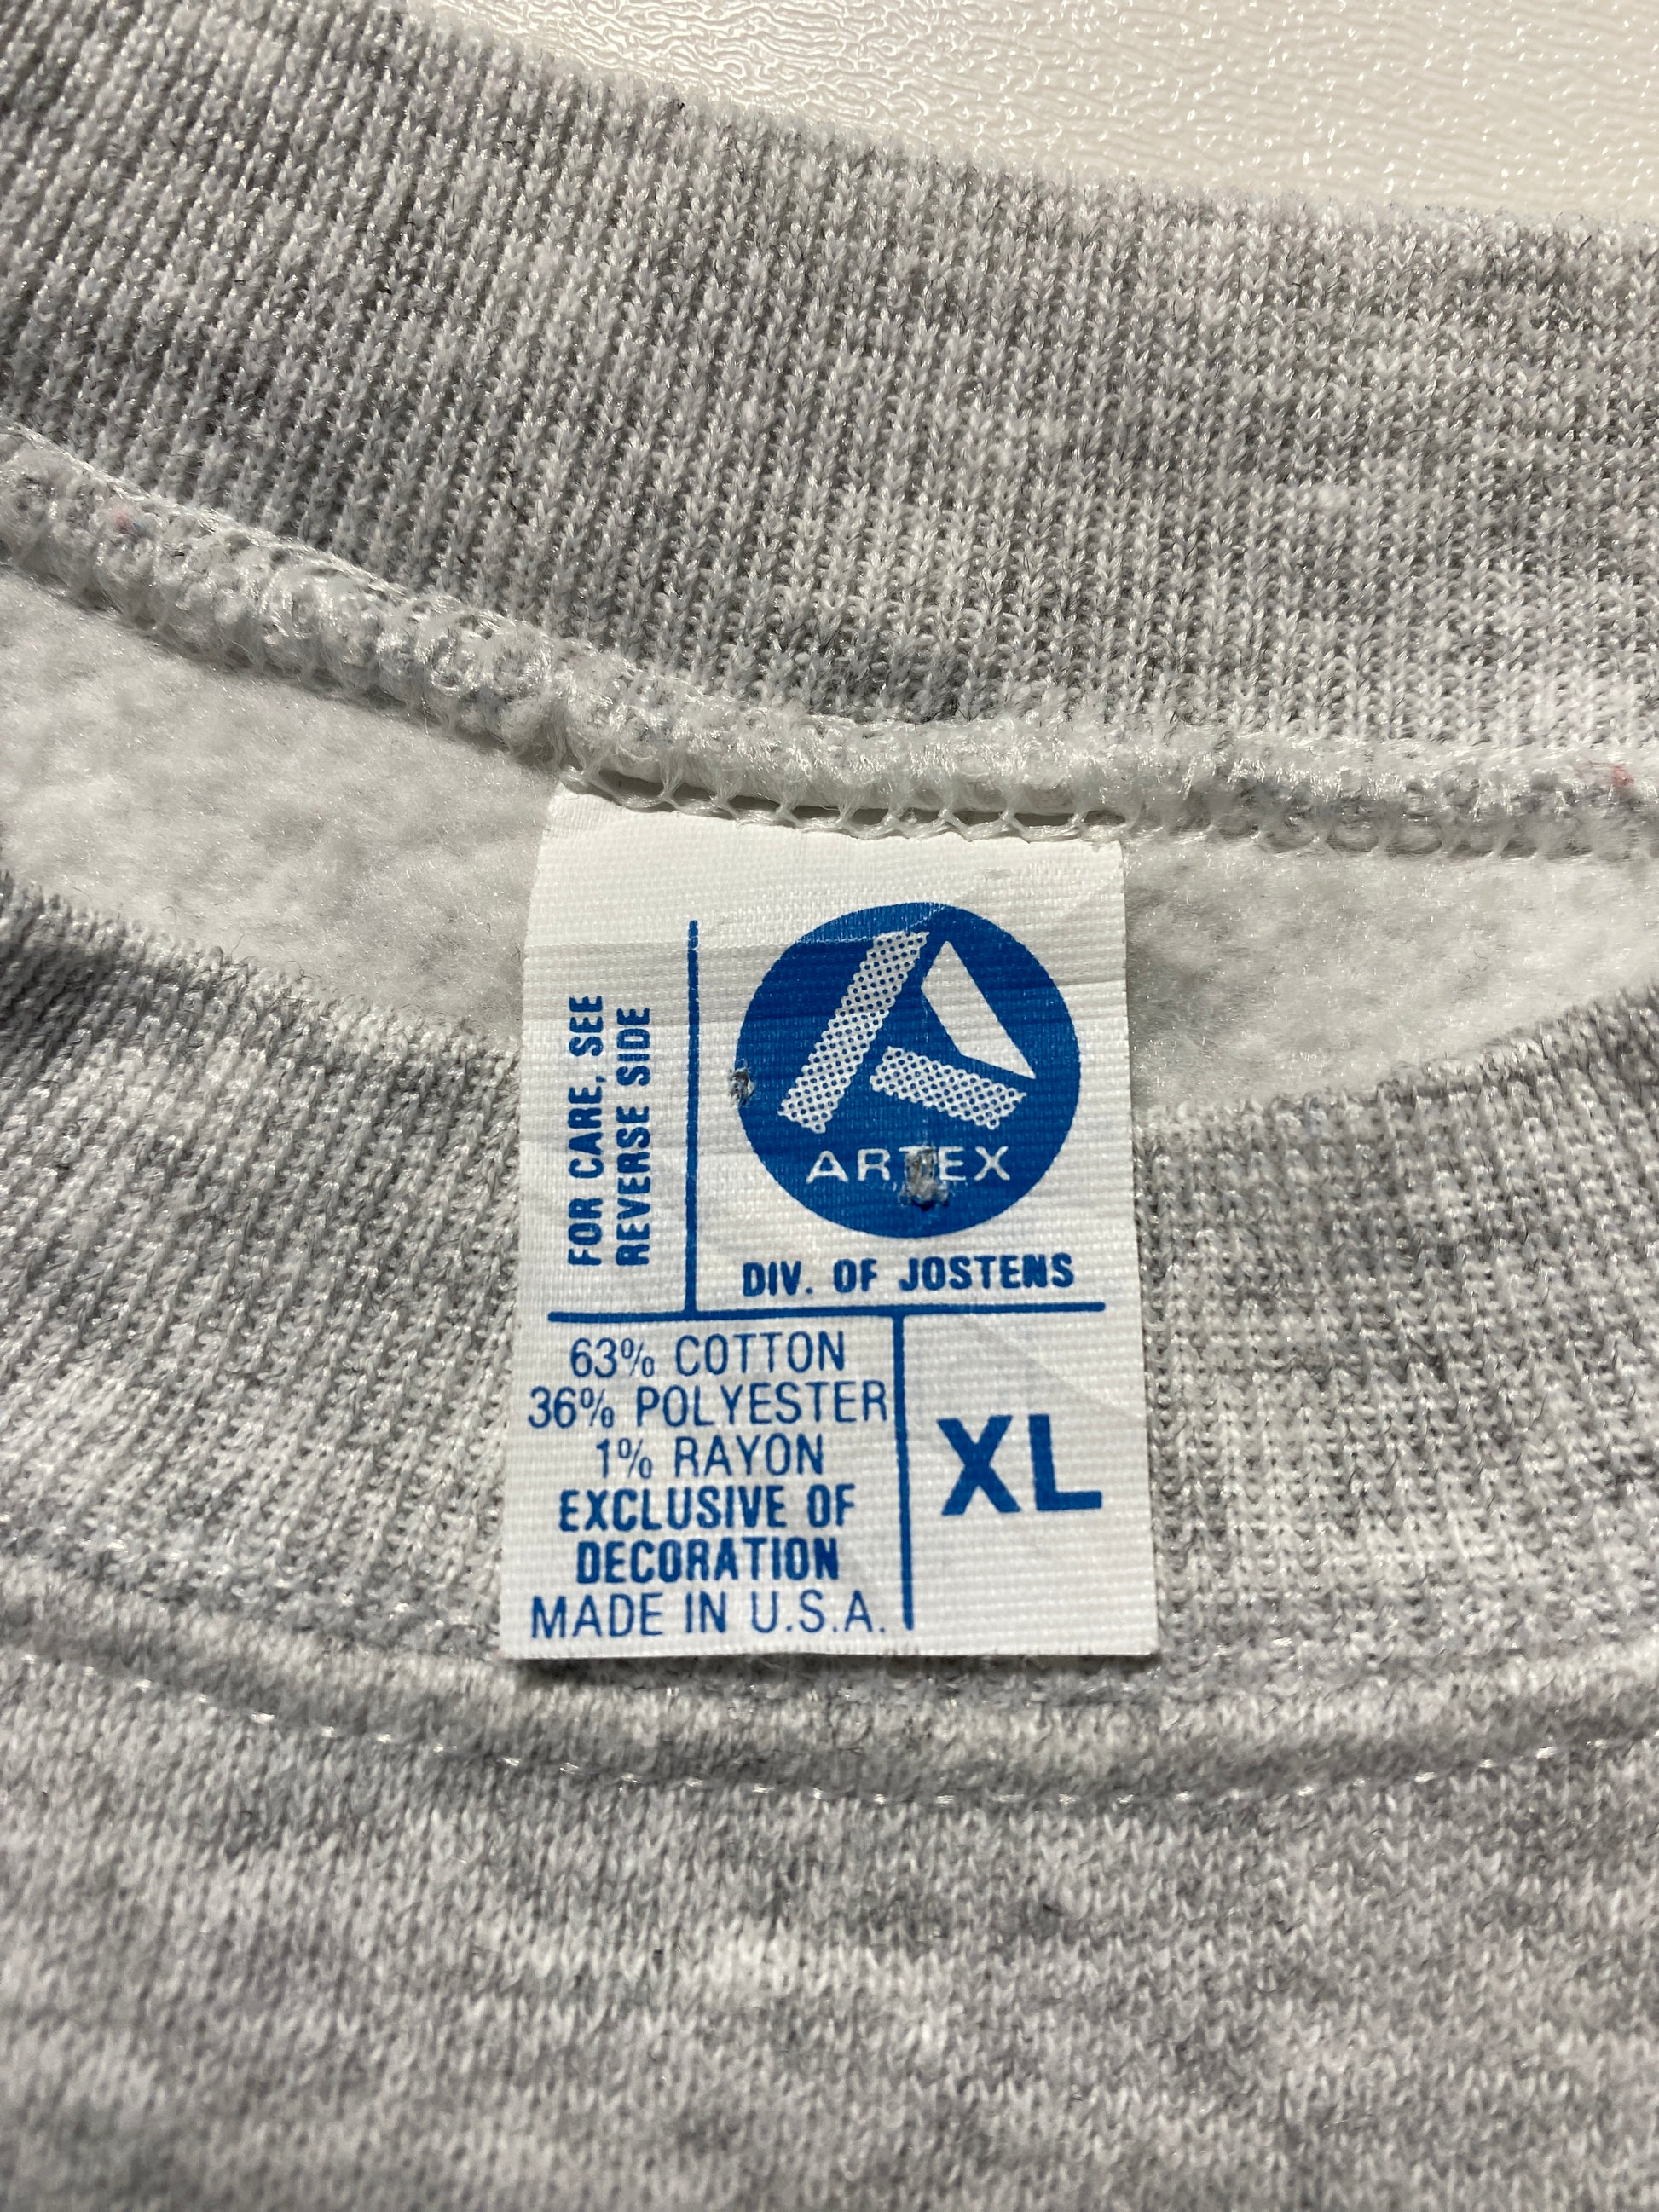 FOR CARE, SEE
REVERSE SIDE
ARTEX
DIV. OF JOSTENS
63% COTTON
36% POLYESTER
1% RAYON
EXCLUSIVE OF
DECORATION
MADE IN U.S.A.
XL